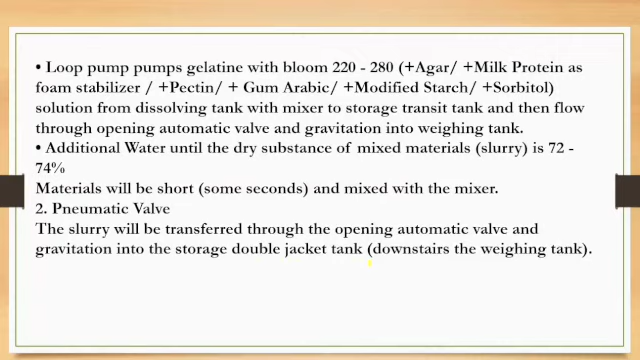 • Loop pump pumps gelatine with bloom 220 - 280 (+Agar/ +Milk Protein as
foam stabilizer / +Pectin/ + Gum Arabic/ +Modified Starch/ +Sorbitol)
solution from dissolving tank with mixer to storage transit tank and then flow
through opening automatic valve and gravitation into weighing tank.
• Additional Water until the dry substance of mixed materials (slurry) is 72 -
74%
Materials will be short (some seconds) and mixed with the mixer.
2. Pneumatic Valve
The slurry will be transferred through the opening automatic valve and
gravitation into the storage double jacket tank (downstairs the weighing tank).